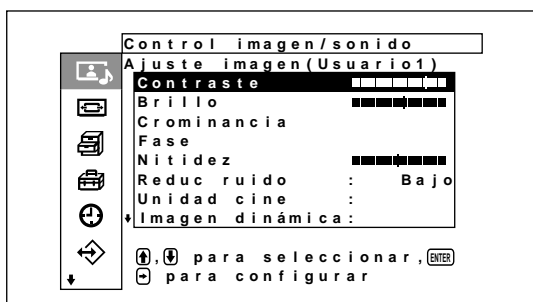 Control imagen/sonido
Ajuste imagen(Usuario1)
Contraste
Brillo
Crominancia
Fase
Nitidez
Reduc ruido : Bajo
Unidad cine :
Imagen dinámica:
, para seleccionar, ENTER
para configurar